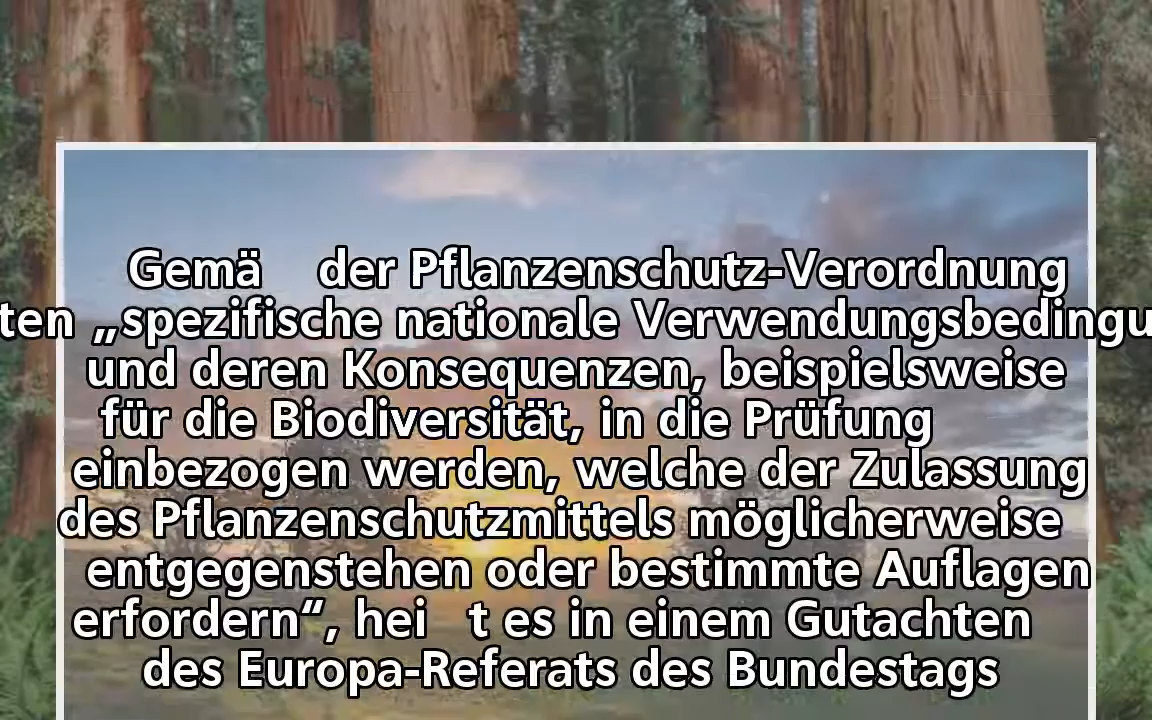 Gemä der Pflanzenschutz-Verordnung
ten „spezifische nationale Verwendungsbedingu
und deren Konsequenzen, beispielsweise
für die Biodiversität, in die Prüfung
einbezogen werden, welche der Zulassung
des Pflanzenschutzmittels möglicherweise
entgegenstehen oder bestimmte Auflagen
erfordern“, hei t es in einem Gutachten
des Europa-Referats des Bundestags